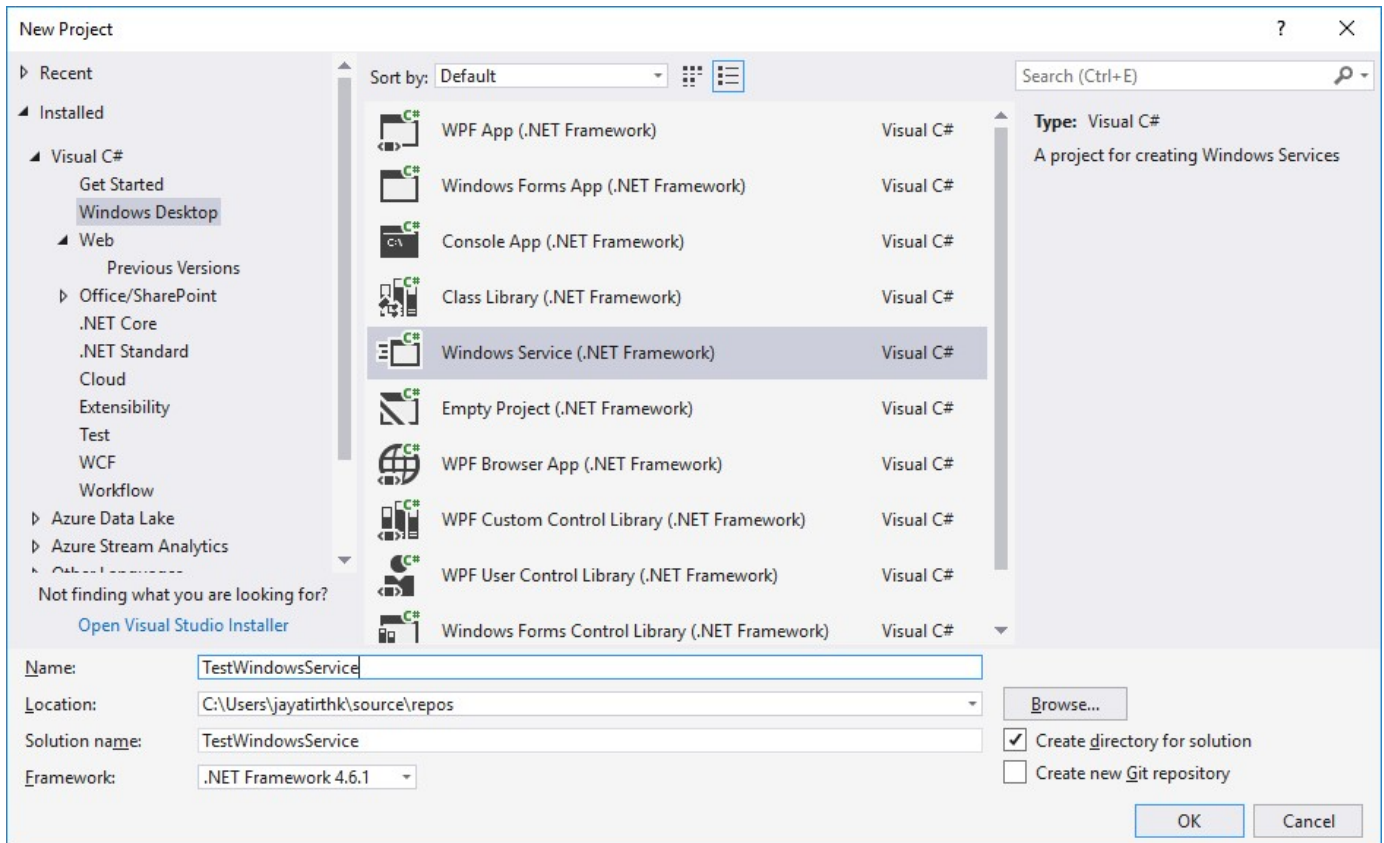 New Project
?
Recent
Installed
Visual C#
Get Started
Windows Desktop
Web
Previous Versions
Office/SharePoint
.NET Core
.NET Standard
Cloud
Extensibility
Test
WCF
Workflow
Azure Data Lake
Azure Stream Analytics
Not finding what you are looking for?
Open Visual Studio Installer
Sort by: Default
WPF App (.NET Framework) Visual C#
Windows Forms App (.NET Framework) Visual C#
Console App (.NET Framework) Visual C#
Class Library (.NET Framework) Visual C#
Windows Service (.NET Framework) Visual C#
Empty Project (.NET Framework) Visual C#
WPF Browser App (.NET Framework) Visual C#
WPF Custom Control Library (.NET Framework) Visual C#
WPF User Control Library (.NET Framework) Visual C#
Windows Forms Control Library (.NET Framework) Visual C#
Search (Ctrl+E)
Type: Visual C#
A project for creating Windows Services
Name: TestWindowsService
Location: C:\Users\jayatirthk\source\repos
Browse...
Solution name: TestWindowsService
Create directory for solution
Framework: .NET Framework 4.6.1
Create new Git repository
OK Cancel